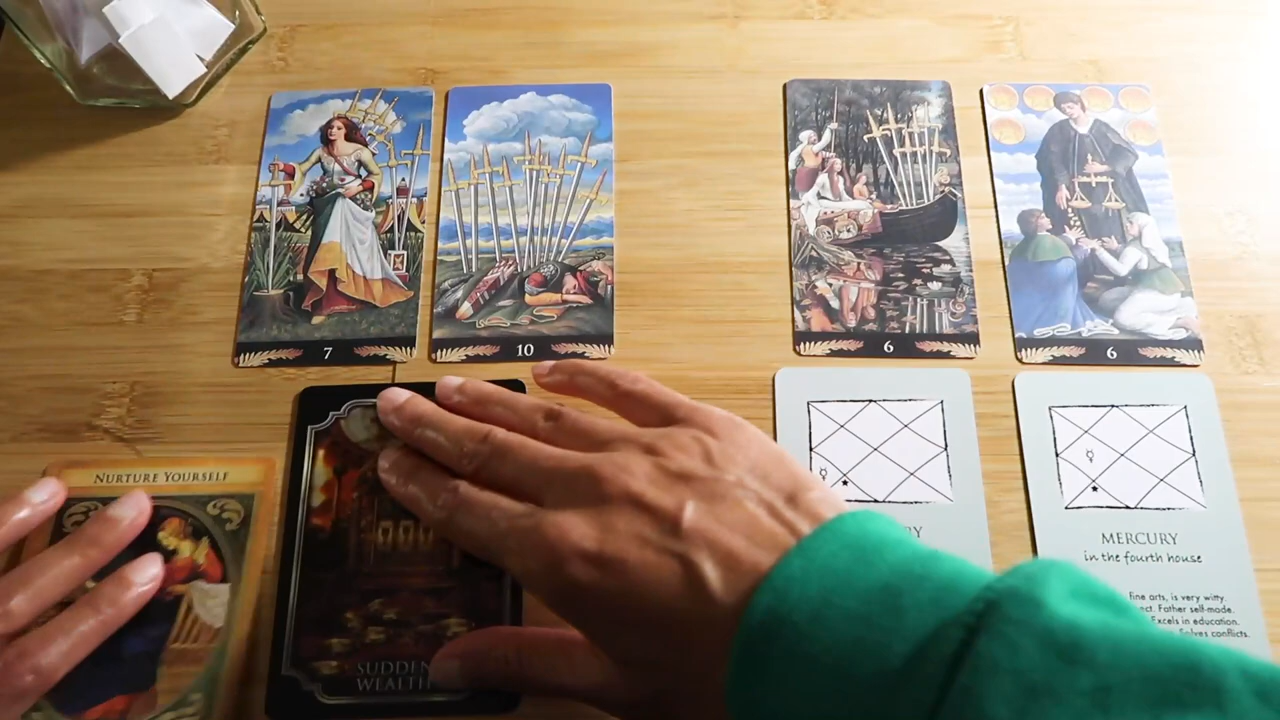 7
10
6
6
NURTURE YOURSELF
SUDDEN
WEALTH
MERCURY
in the fourth house
fine arts, is very witty.
Father self-made.
Excels in education.
Solves conflicts.